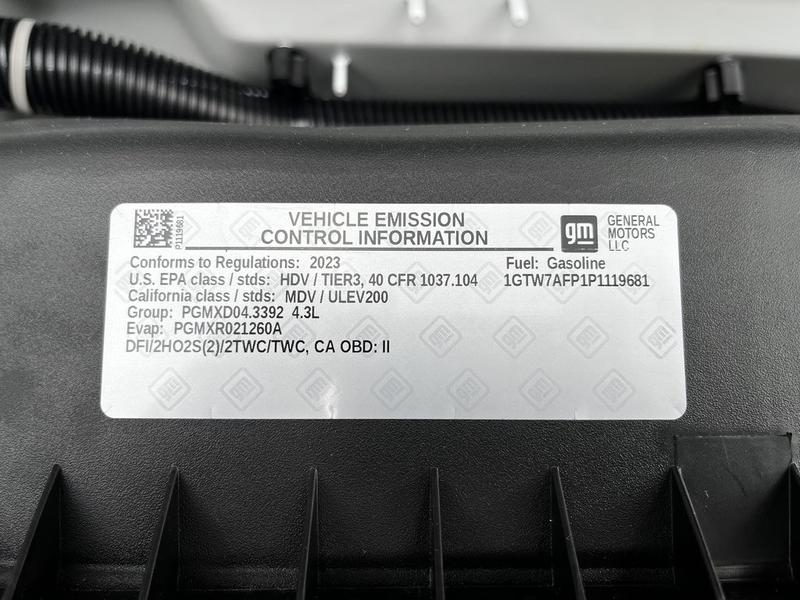 P1119681
VEHICLE EMISSION
CONTROL INFORMATION
gm
GENERAL
MOTORS
LLC
Conforms to Regulations: 2023
Fuel: Gasoline
U.S. EPA class / stds: HDV / TIER3, 40 CFR 1037.104
1GTW7AFP1P1119681
California class / stds: MDV / ULEV200
Group: PGMXD04.3392 4.3L
Evap: PGMXR021260A
DFI/2HO2S(2)/2TWC/TWC, CA OBD: II